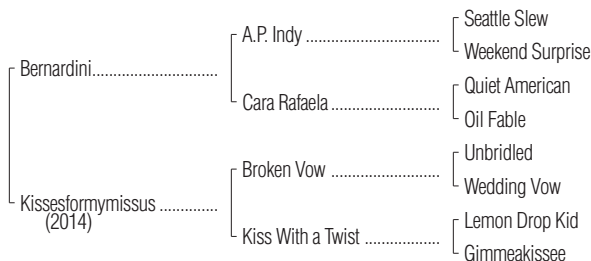 Seattle Slew
A.P. Indy ..................................
Weekend Surprise
Bernardini................................
Quiet American
Cara Rafaela ............................
Oil Fable
Unbridled
Broken Vow ............................
Wedding Vow
Kissesformymissus ...............
(2014)
Lemon Drop Kid
Kiss With a Twist ...................
Gimmeakissee